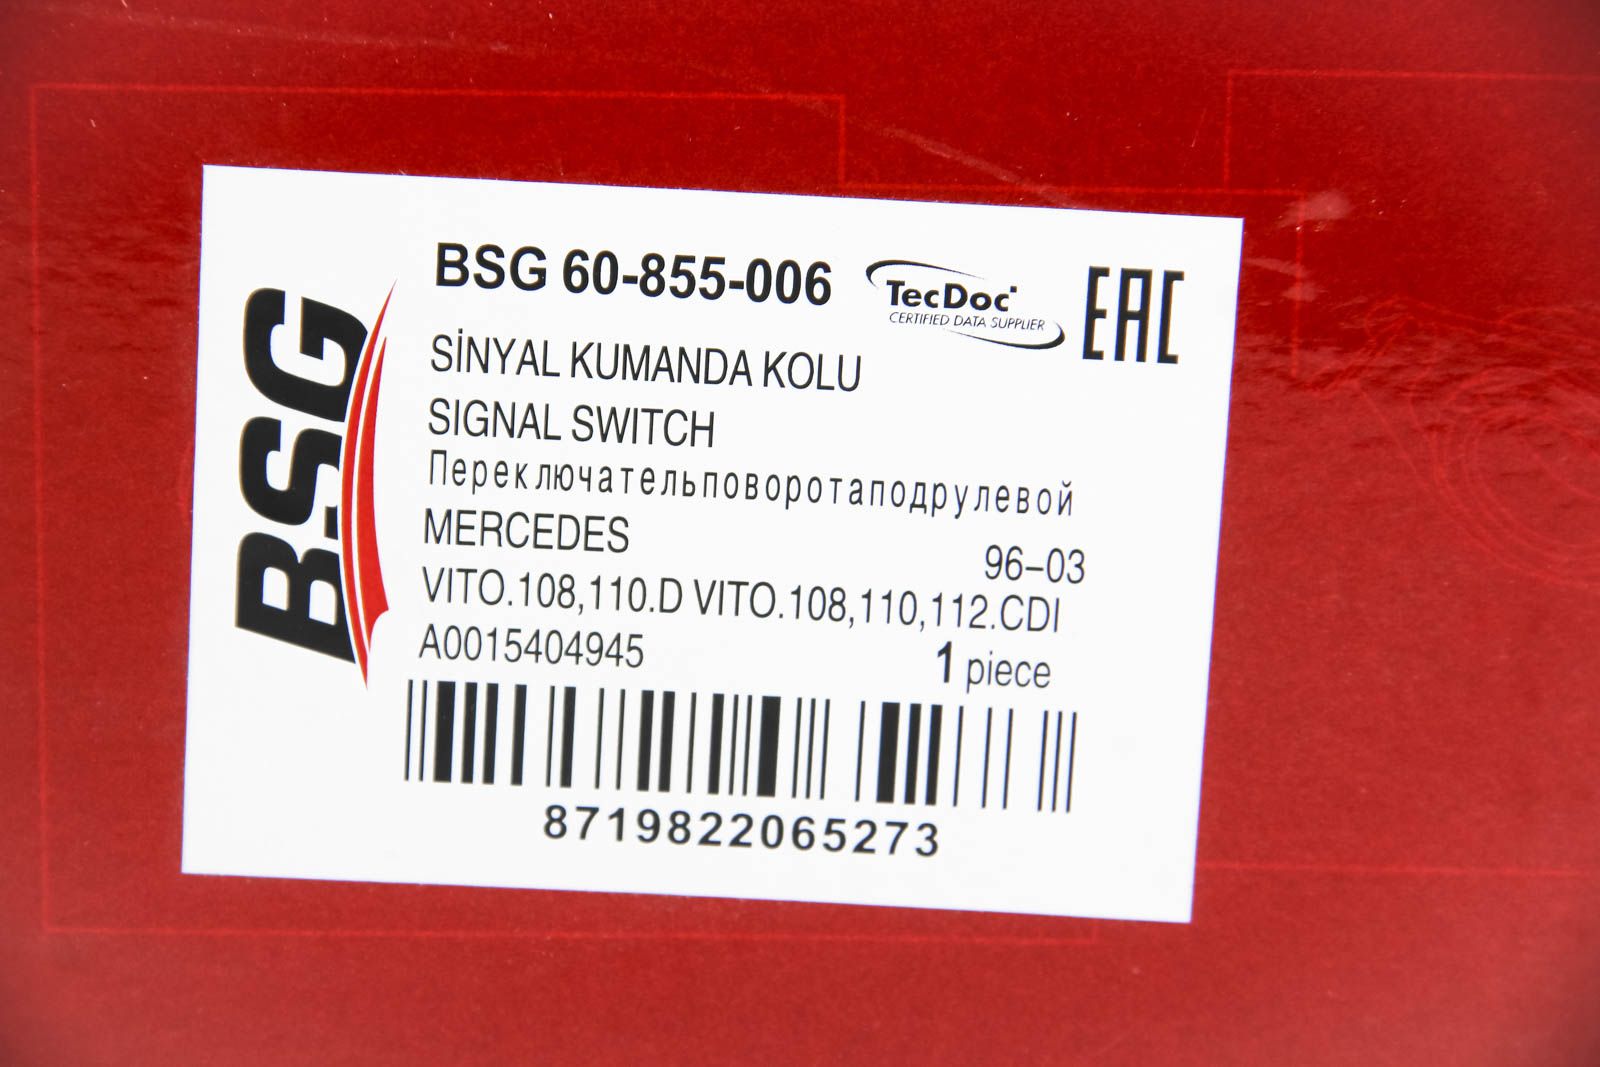 BSG
BSG 60-855-006
TecDoc
CERTIFIED DATA SUPPLIER
EAC
SİNYAL KUMANDA KOLU
SIGNAL SWITCH
Переключательповоротаподрулевой
MERCEDES
96-03
VITO.108,110.D VITO.108,110,112.CDI
A0015404945
1 piece
8719822065273